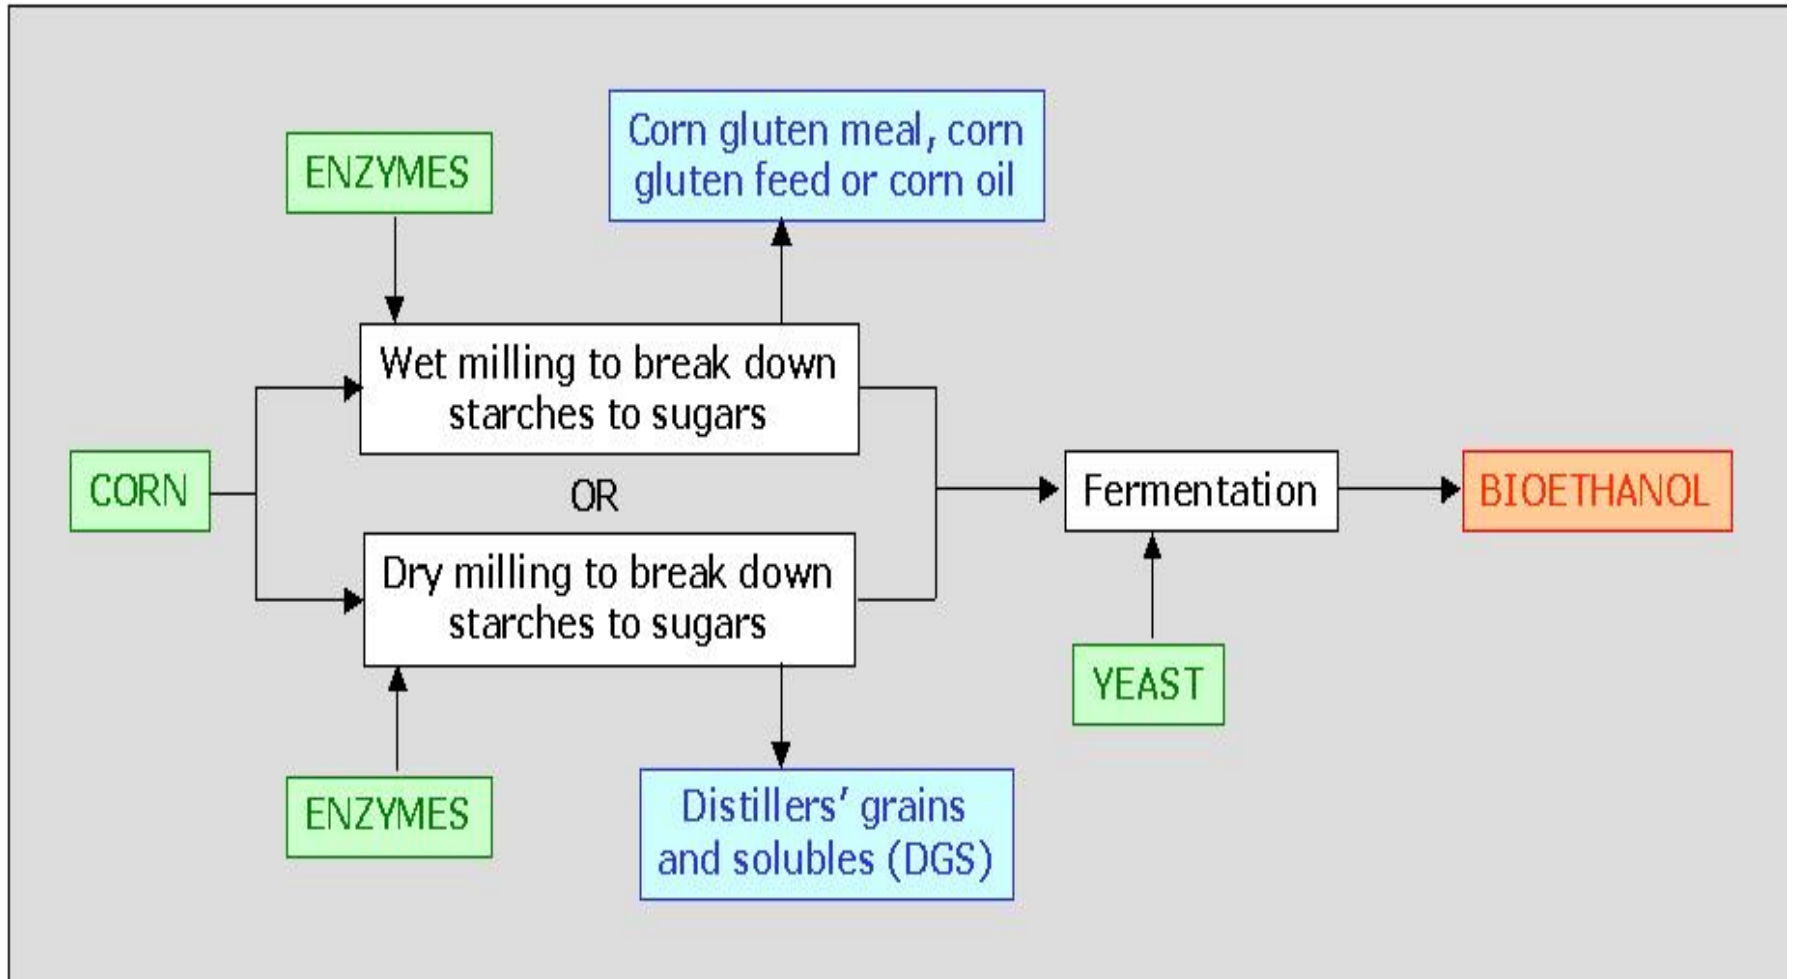 ENZYMES
Corn gluten meal, corn
gluten feed or corn oil
Wet milling to break down
starches to sugars
CORN
OR
Fermentation
BIOETHANOL
Dry milling to break down
starches to sugars
YEAST
ENZYMES
Distillers’ grains
and solubles (DGS)